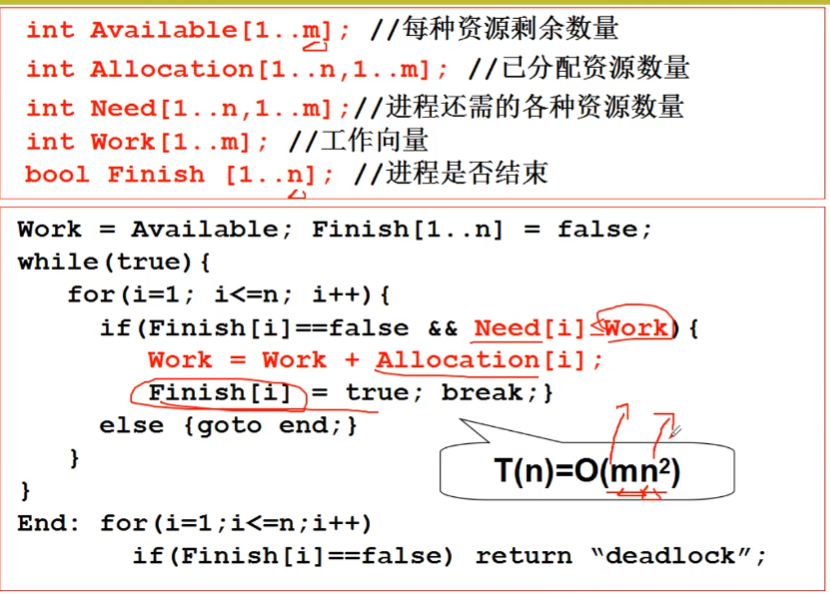 int Available[1..m]; //每种资源剩余数量
int Allocation[1..n,1..m]; //已分配资源数量
int Need[1..n,1..m];//进程还需的各种资源数量
int Work[1..m]; //工作向量
bool Finish [1..n]; //进程是否结束
Work = Available; Finish[1..n] = false;
while(true){
for(i=1; i<=n; i++){
if(Finish[i]==false && Need[i]≤Work){
Work = Work + Allocation[i];
Finish[i] = true; break;}
else {goto end;}
}
T(n)=O(mn²)
}
End: for(i=1;i<=n;i++)
if(Finish[i]==false) return “deadlock”;